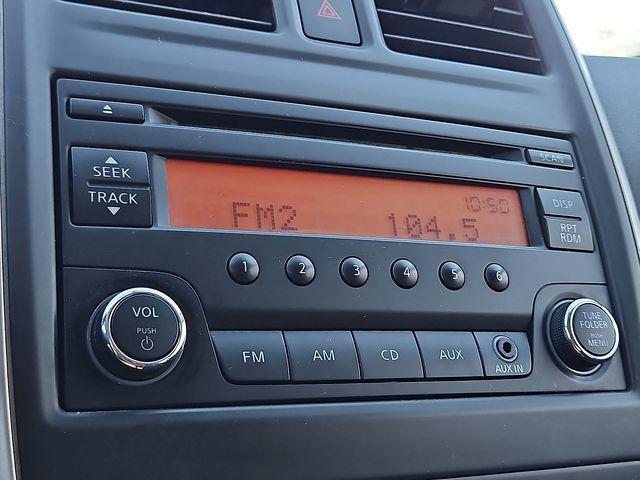 SCAN
SEEK
TRACK
FM2 104.5 10:50
DISP
RPT
RDM
1 2 3 4 5 6
VOL
PUSH
FM AM CD AUX
AUX IN
TUNE
FOLDER
PUSH
MENU